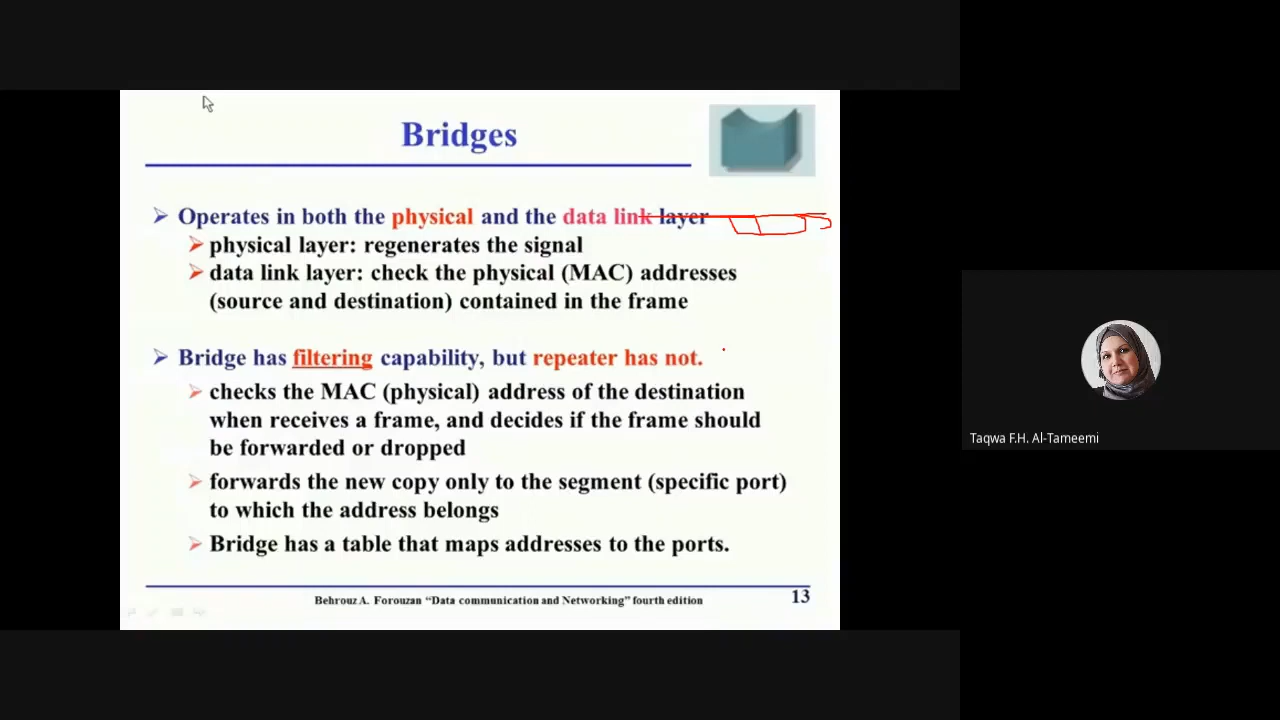 Bridges
Operates in both the physical and the data link layer
physical layer: regenerates the signal
data link layer: check the physical (MAC) addresses
(source and destination) contained in the frame
Bridge has filtering capability, but repeater has not.
checks the MAC (physical) address of the destination
when receives a frame, and decides if the frame should
be forwarded or dropped
forwards the new copy only to the segment (specific port)
to which the address belongs
Bridge has a table that maps addresses to the ports.
Behrouz A. Forouzan “Data communication and Networking” fourth edition
13
Taqwa F.H. Al-Tameemi